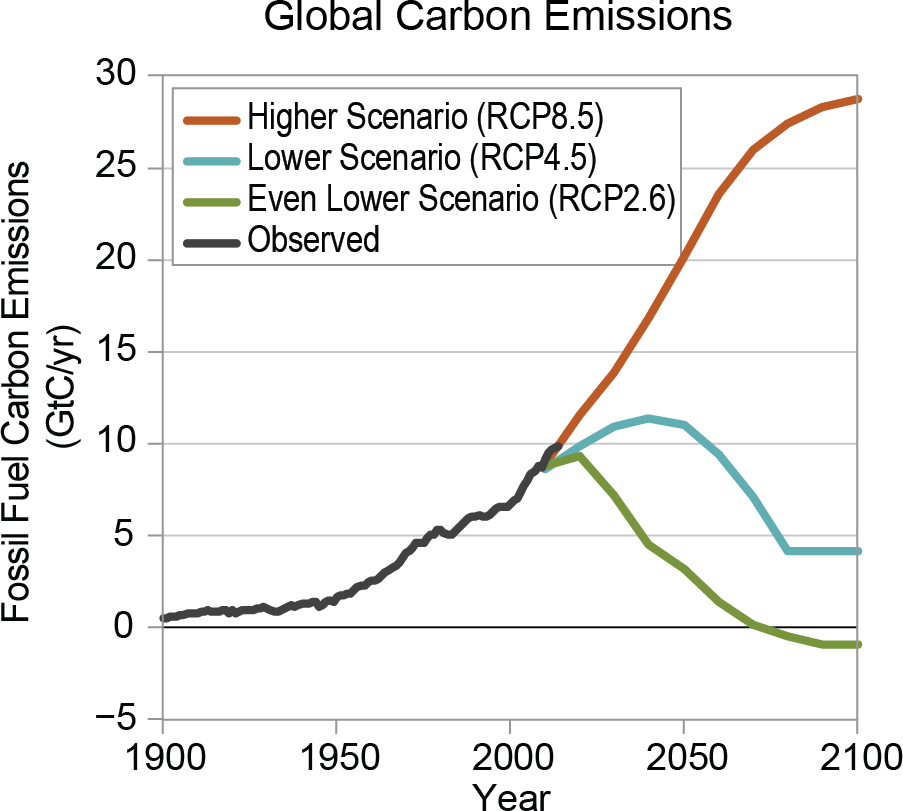 Global Carbon Emissions
30
25
20
15
10
5
0
−5
Fossil Fuel Carbon Emissions
(GtC/yr)
Higher Scenario (RCP8.5)
Lower Scenario (RCP4.5)
Even Lower Scenario (RCP2.6)
Observed
1900 1950 2000 2050 2100
Year